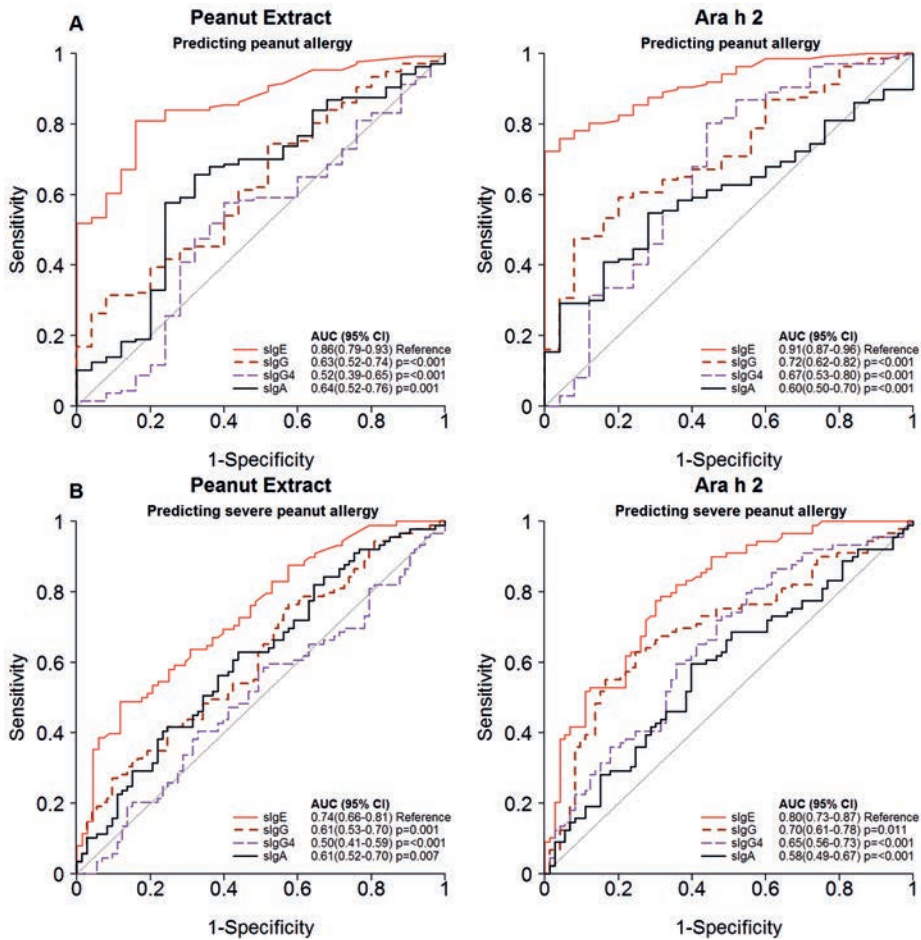 A
Peanut Extract
Predicting peanut allergy
Sensitivity
1
0.8
0.6
0.4
0.2
0
AUC (95% CI)
sIgE 0.86(0.79-0.93) Reference
sIgG 0.63(0.52-0.74) p=<0.001
sIgG4 0.52(0.39-0.65) p=<0.001
sIgA 0.64(0.52-0.76) p=0.001
0 0.2 0.4 0.6 0.8 1
1-Specificity
Ara h 2
Predicting peanut allergy
Sensitivity
1
0.8
0.6
0.4
0.2
0
AUC (95% CI)
sIgE 0.91(0.87-0.96) Reference
sIgG 0.72(0.62-0.82) p=<0.001
sIgG4 0.67(0.53-0.80) p=<0.001
sIgA 0.60(0.50-0.70) p=<0.001
0 0.2 0.4 0.6 0.8 1
1-Specificity
B
Peanut Extract
Predicting severe peanut allergy
Sensitivity
1
0.8
0.6
0.4
0.2
0
AUC (95% CI)
sIgE 0.74(0.66-0.81) Reference
sIgG 0.61(0.53-0.70) p=0.001
sIgG4 0.50(0.41-0.59) p=<0.001
sIgA 0.61(0.52-0.70) p=0.007
0 0.2 0.4 0.6 0.8 1
1-Specificity
Ara h 2
Predicting severe peanut allergy
Sensitivity
1
0.8
0.6
0.4
0.2
0
AUC (95% CI)
sIgE 0.80(0.73-0.87) Reference
sIgG 0.70(0.61-0.78) p=0.011
sIgG4 0.65(0.56-0.73) p=<0.001
sIgA 0.58(0.49-0.67) p=<0.001
0 0.2 0.4 0.6 0.8 1
1-Specificity